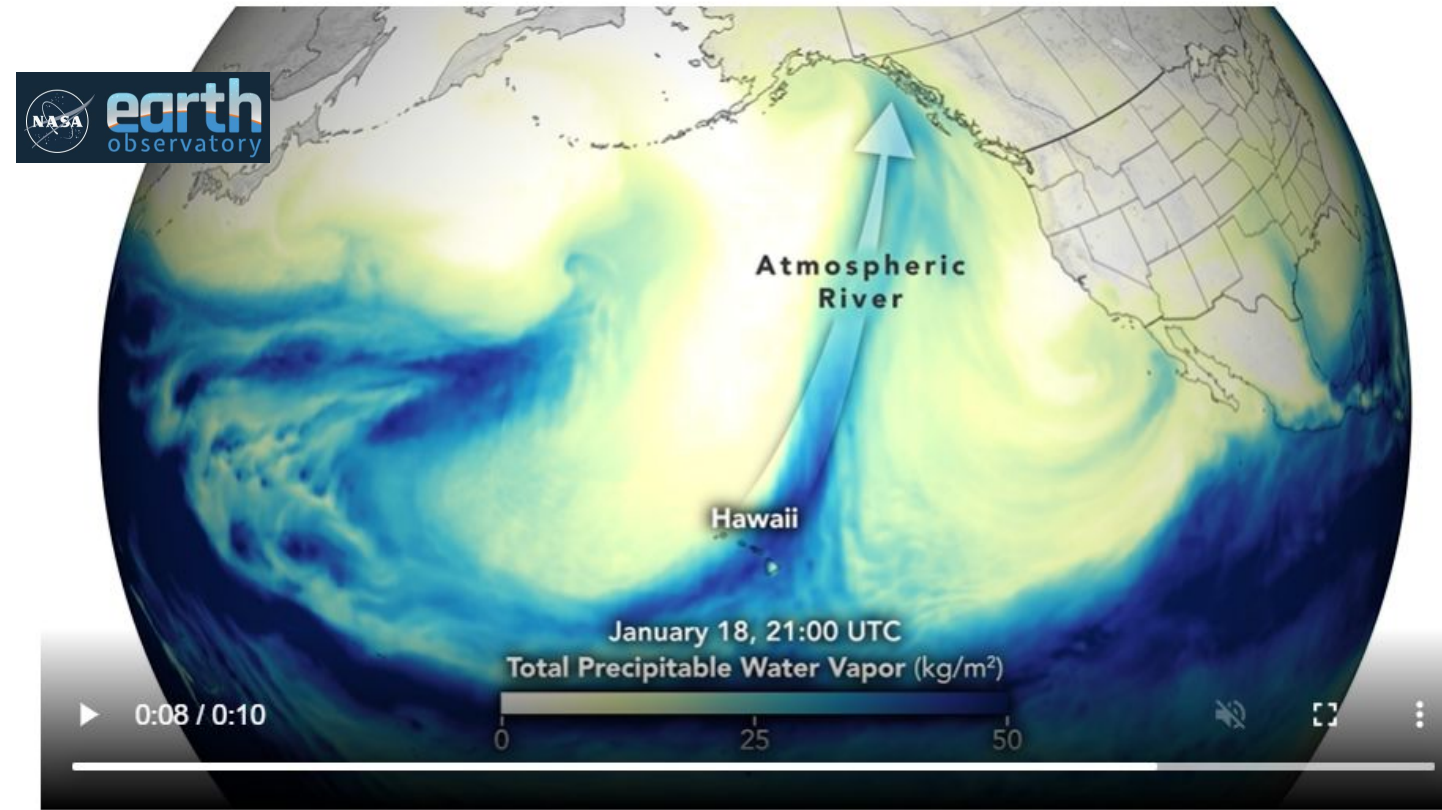 NASA
earth
observatory
Atmospheric
River
Hawaii
January 18, 21:00 UTC
Total Precipitable Water Vapor (kg/m²)
0:08 / 0:10
0 25 50